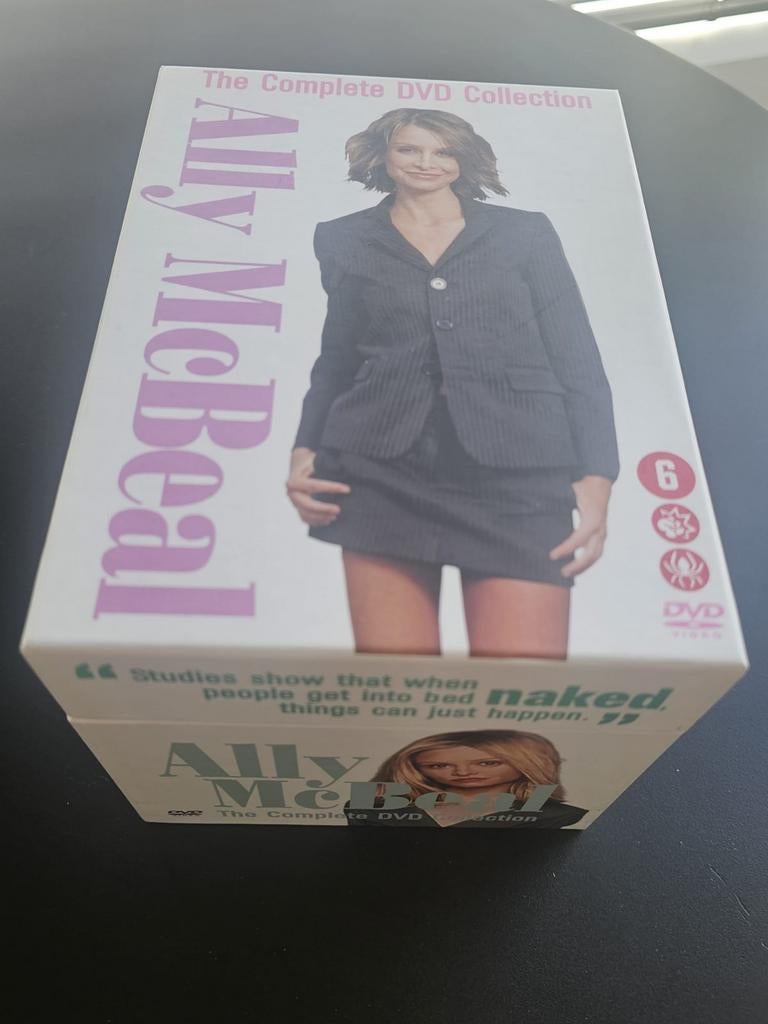 The Complete DVD Collection
Ally McBeal
6
DVD
VIDEO
“ Studies show that when
people get into bed naked,
things can just happen. ”
Ally
McBeal
DVD
The Complete DVD Collection